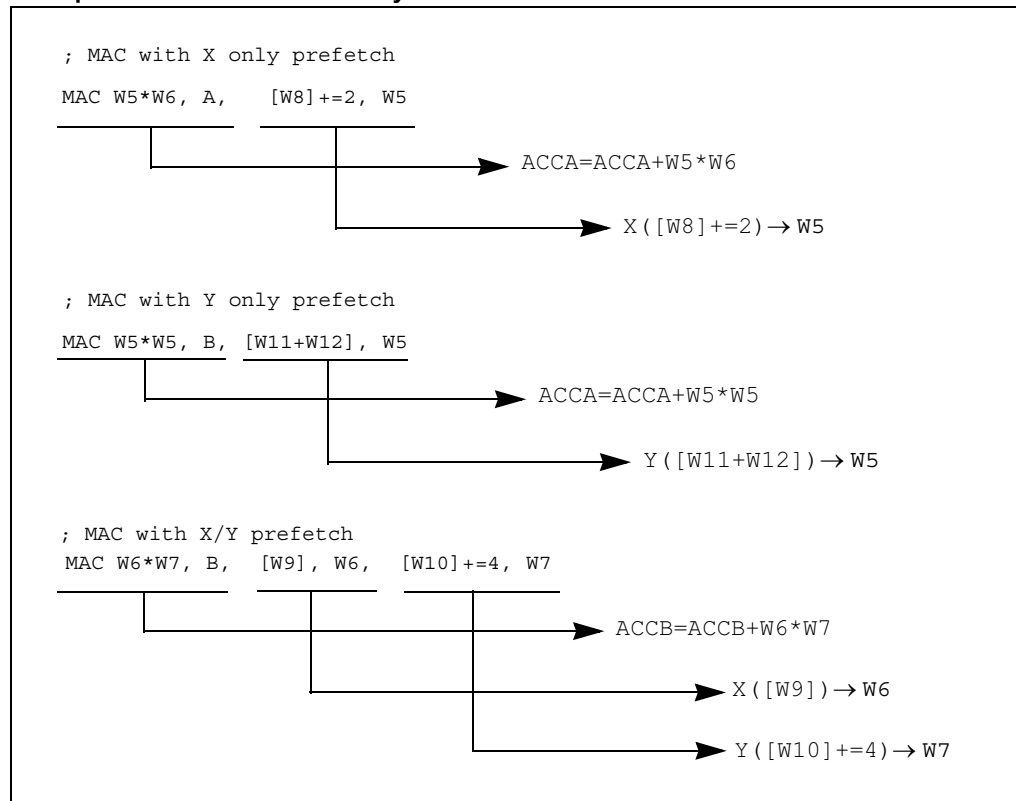 ; MAC with X only prefetch
MAC W5*W6, A, [W8]+=2, W5
ACCA=ACCA+W5*W6
X([W8]+=2)→W5
; MAC with Y only prefetch
MAC W5*W5, B, [W11+W12], W5
ACCA=ACCA+W5*W5
Y([W11+W12])→W5
; MAC with X/Y prefetch
MAC W6*W7, B, [W9], W6, [W10]+=4, W7
ACCB=ACCB+W6*W7
X([W9])→W6
Y([W10]+=4)→W7